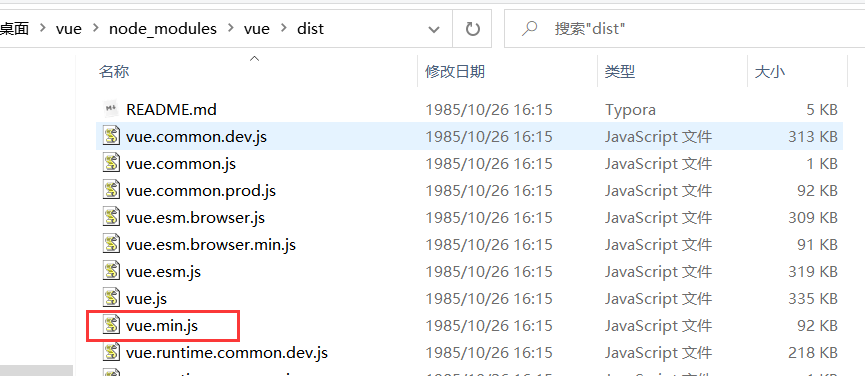 桌面 > vue > node_modules > vue > dist 搜索"dist"
名称 修改日期 类型 大小
README.md 1985/10/26 16:15 Typora 5 KB
vue.common.dev.js 1985/10/26 16:15 JavaScript 文件 313 KB
vue.common.js 1985/10/26 16:15 JavaScript 文件 1 KB
vue.common.prod.js 1985/10/26 16:15 JavaScript 文件 92 KB
vue.esm.browser.js 1985/10/26 16:15 JavaScript 文件 309 KB
vue.esm.browser.min.js 1985/10/26 16:15 JavaScript 文件 91 KB
vue.esm.js 1985/10/26 16:15 JavaScript 文件 319 KB
vue.js 1985/10/26 16:15 JavaScript 文件 335 KB
vue.min.js 1985/10/26 16:15 JavaScript 文件 92 KB
vue.runtime.common.dev.js 1985/10/26 16:15 JavaScript 文件 218 KB